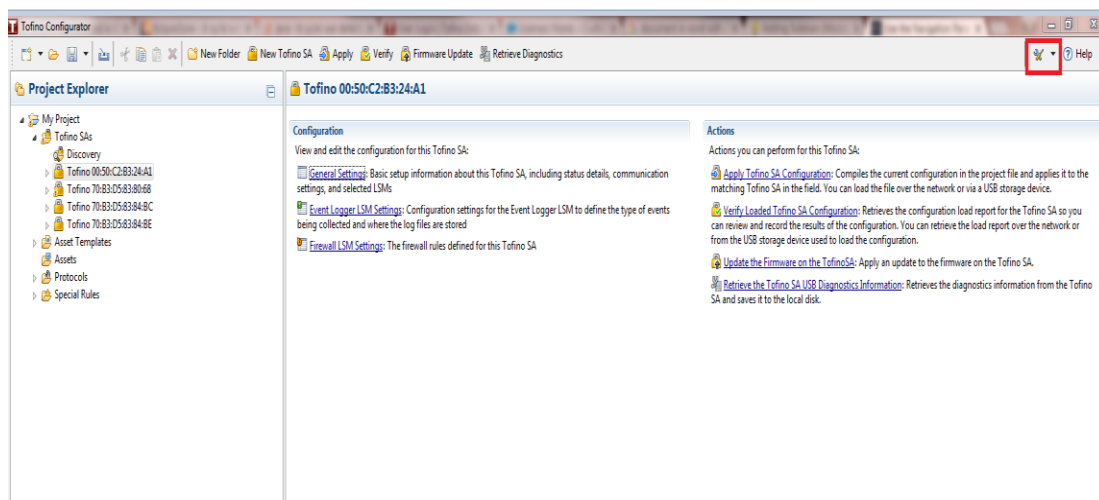 Tofino Configurator
New Folder New Tofino SA Apply Verify Firmware Update Retrieve Diagnostics Help
Project Explorer
My Project
Tofino SAs
Discovery
Tofino 00:50:C2:B3:24:A1
Tofino 70:B3:D5:83:80:68
Tofino 70:B3:D5:83:84:BC
Tofino 70:B3:D5:83:84:BE
Asset Templates
Assets
Protocols
Special Rules
Tofino 00:50:C2:B3:24:A1
Configuration
View and edit the configuration for this Tofino SA:
General Settings: Basic setup information about this Tofino SA, including status details, communication
settings, and selected LSMs
Event Logger LSM Settings: Configuration settings for the Event Logger LSM to define the type of events
being collected and where the log files are stored
Firewall LSM Settings: The firewall rules defined for this Tofino SA
Actions
Actions you can perform for this Tofino SA:
Apply Tofino SA Configuration: Compiles the current configuration in the project file and applies it to the
matching Tofino SA in the field. You can load the file over the network or via a USB storage device.
Verify Loaded Tofino SA Configuration: Retrieves the configuration load report for the Tofino SA so you
can review and record the results of the configuration. You can retrieve the load report over the network or
from the USB storage device used to load the configuration.
Update the Firmware on the TofinoSA: Apply an update to the firmware on the Tofino SA.
Retrieve the Tofino SA USB Diagnostics Information: Retrieves the diagnostics information from the Tofino
SA and saves it to the local disk.